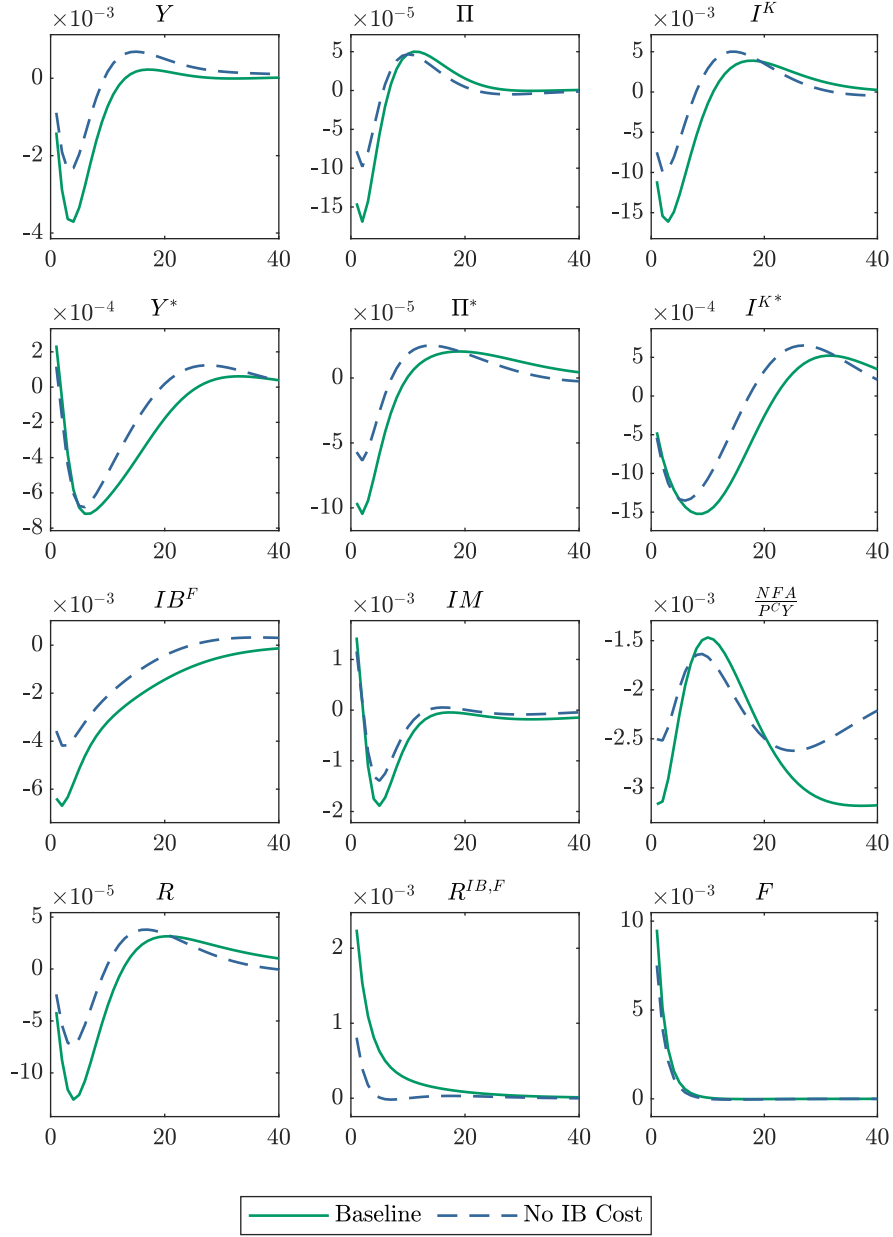 ×10⁻³ Y
0
-2
-4
0 20 40
×10⁻⁵ Π
5
0
-5
-10
-15
0 20 40
×10⁻³ I^K
5
0
-5
-10
-15
0 20 40
×10⁻⁴ Y*
2
0
-2
-4
-6
-8
0 20 40
×10⁻⁵ Π*
0
-5
-10
0 20 40
×10⁻⁴ I^{K*}
5
0
-5
-10
-15
0 20 40
×10⁻³ IB^F
0
-2
-4
-6
0 20 40
×10⁻³ IM
1
0
-1
-2
0 20 40
×10⁻³ NFA/P^CY
-1.5
-2
-2.5
-3
0 20 40
×10⁻⁵ R
5
0
-5
-10
0 20 40
×10⁻³ R^{IB,F}
2
1
0
0 20 40
×10⁻³ F
10
5
0
0 20 40
Baseline No IB Cost